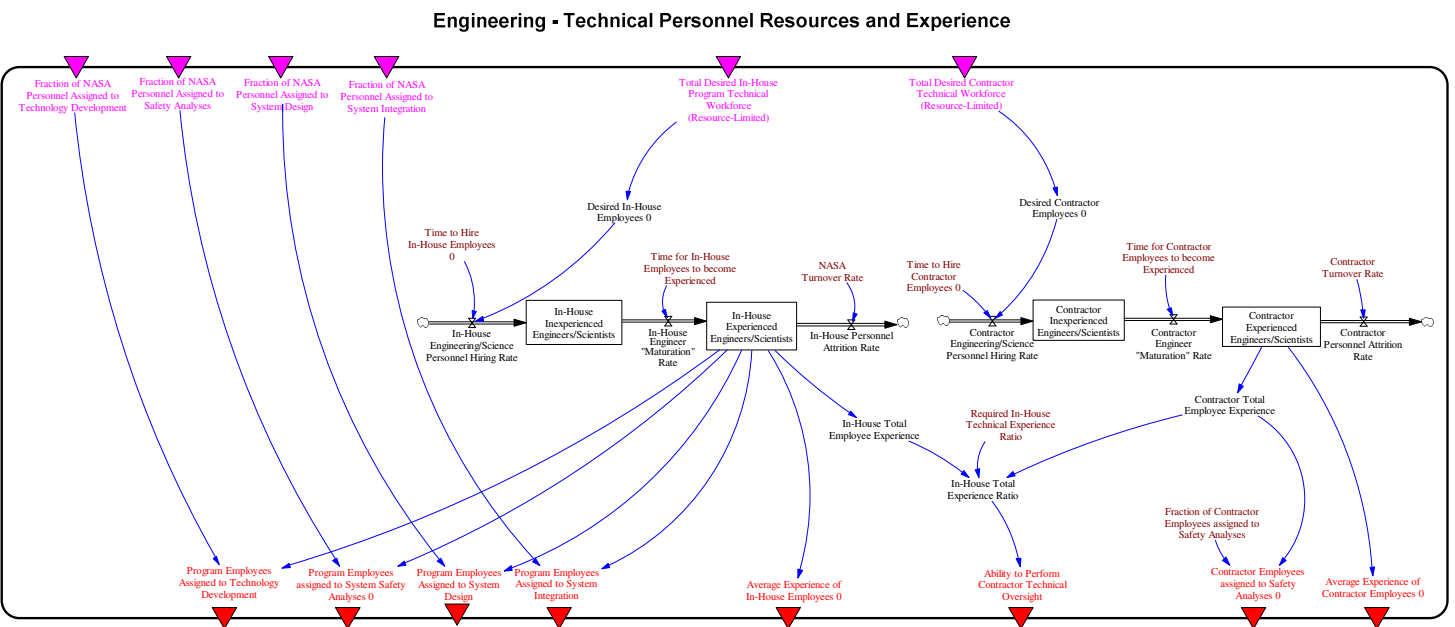 Engineering - Technical Personnel Resources and Experience
Fraction of NASA
Personnel Assigned to
Technology Development
Fraction of NASA
Personnel Assigned to
Safety Analyses
Fraction of NASA
Personnel Assigned to
System Design
Fraction of NASA
Personnel Assigned to
System Integration
Total Desired In-House
Program Technical
Workforce
(Resource-Limited)
Total Desired Contractor
Technical Workforce
(Resource-Limited)
Desired In-House
Employees 0
Desired Contractor
Employees 0
Time to Hire
In-House Employees
0
Time for In-House
Employees to become
Experienced
NASA
Turnover Rate
Time to Hire
Contractor
Employees 0
Time for Contractor
Employees to become
Experienced
Contractor
Turnover Rate
In-House
Engineering/Science
Personnel Hiring Rate
In-House
Inexperienced
Engineers/Scientists
In-House
Engineer
"Maturation"
Rate
In-House
Experienced
Engineers/Scientists
In-House Personnel
Attrition Rate
Contractor
Engineering/Science
Personnel Hiring Rate
Contractor
Inexperienced
Engineers/Scientists
Contractor
Engineer
"Maturation" Rate
Contractor
Experienced
Engineers/Scientists
Contractor
Personnel Attrition
Rate
In-House Total
Employee Experience
Required In-House
Technical Experience
Ratio
Contractor Total
Employee Experience
In-House Total
Experience Ratio
Fraction of Contractor
Employees assigned to
Safety Analyses
Program Employees
Assigned to Technology
Development
Program Employees
assigned to System Safety
Analyses 0
Program Employees
Assigned to System
Design
Program Employees
Assigned to System
Integration
Average Experience of
In-House Employees 0
Ability to Perform
Contractor Technical
Oversight
Contractor Employees
assigned to Safety
Analyses 0
Average Experience of
Contractor Employees 0